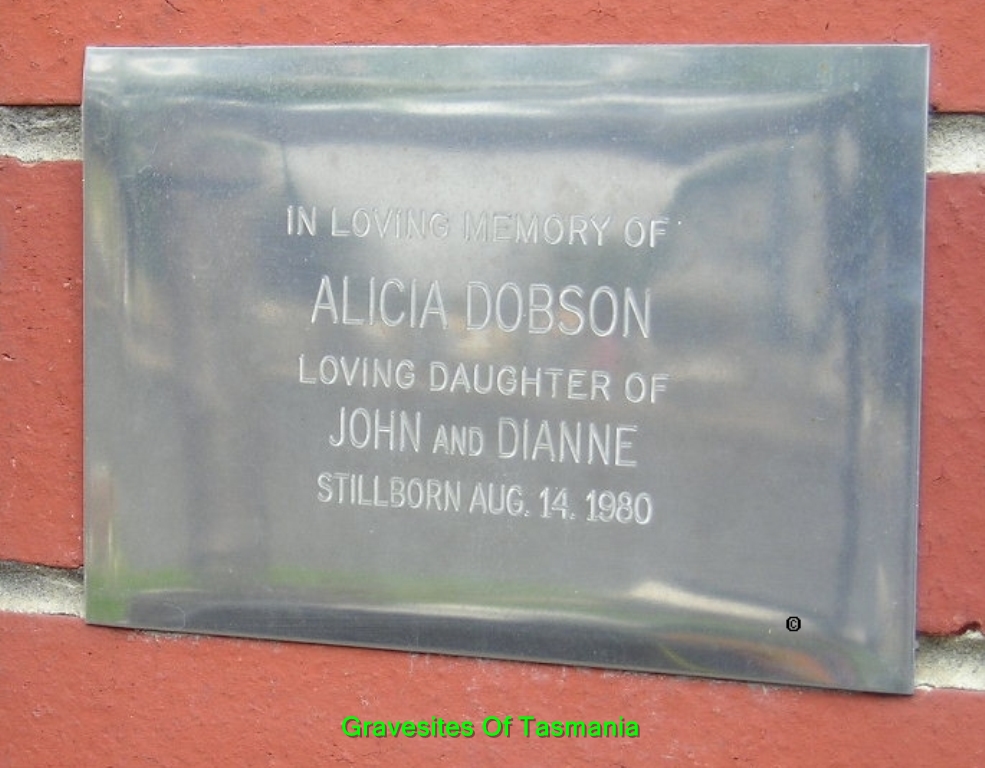 IN LOVING MEMORY OF
ALICIA DOBSON
LOVING DAUGHTER OF
JOHN AND DIANNE
STILLBORN AUG. 14. 1980
©
Gravesites Of Tasmania